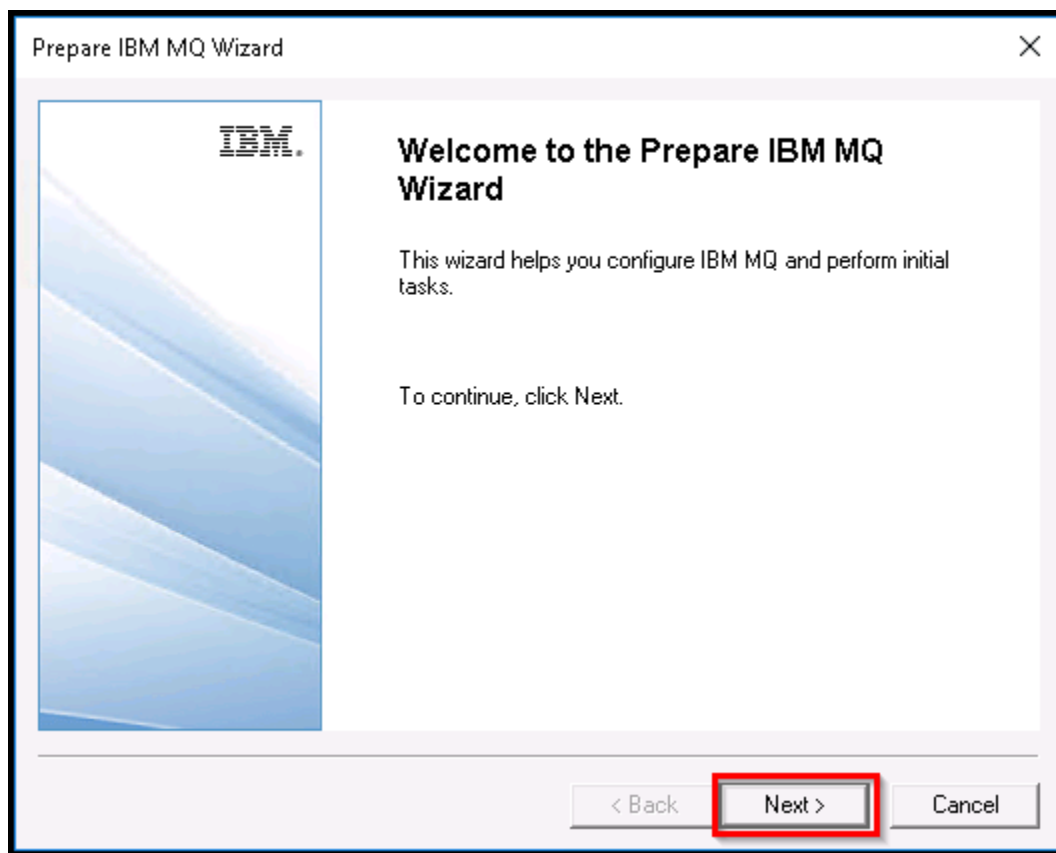 Prepare IBM MQ Wizard
IBM.
Welcome to the Prepare IBM MQ
Wizard
This wizard helps you configure IBM MQ and perform initial
tasks.
To continue, click Next.
< Back Next > Cancel